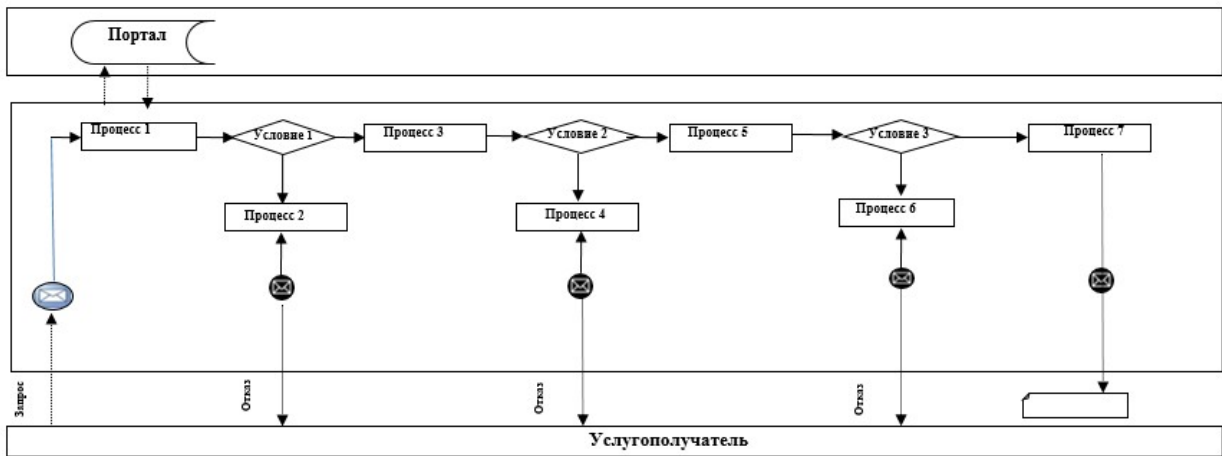 Портал
Процесс 1
Условие 1
Процесс 3
Условие 2
Процесс 5
Условие 3
Процесс 7
Процесс 2
Процесс 4
Процесс 6
Запрос
Отказ
Отказ
Отказ
Услугополучатель